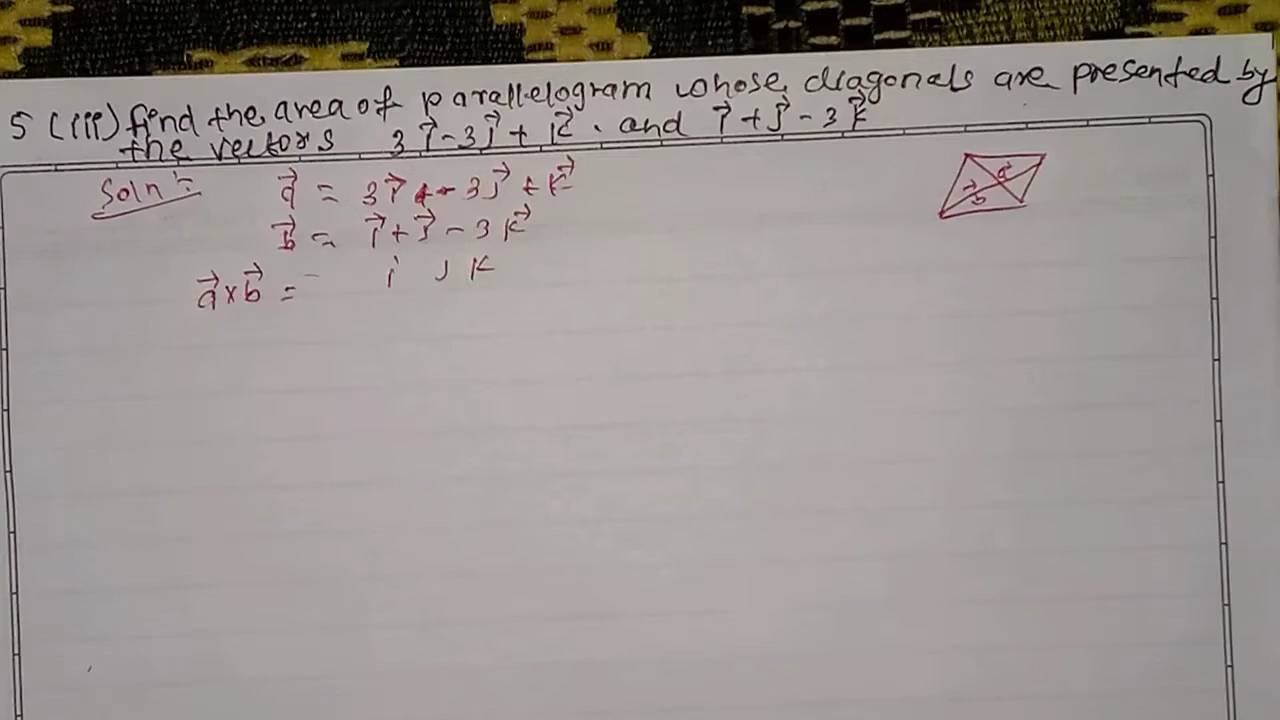 5 (iii) find the area of parallelogram whose diagonals are presented by
the vectors 3i⃗ - 3j⃗ + k⃗ . and i⃗ + j⃗ - 3k⃗
Soln :-
a⃗ = 3i⃗ - 3j⃗ + k⃗
b⃗ = i⃗ + j⃗ - 3k⃗
i j k
a⃗ x b⃗ =
a⃗
b⃗